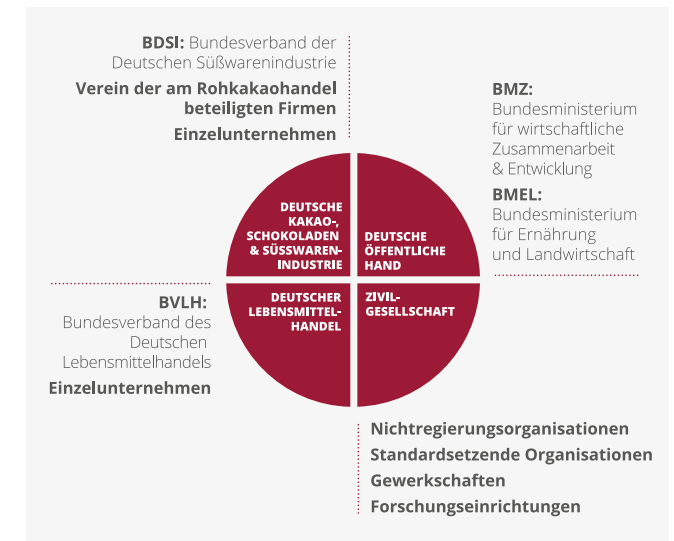 BDSI: Bundesverband der
Deutschen Süßwarenindustrie
Verein der am Rohkakaohandel
beteiligten Firmen
Einzelunternehmen
BMZ:
Bundesministerium
für wirtschaftliche
Zusammenarbeit
& Entwicklung
BMEL:
Bundesministerium
für Ernährung
und Landwirtschaft
DEUTSCHE
KAKAO-,
SCHOKOLADEN
& SÜSSWAREN-
INDUSTRIE
DEUTSCHE
ÖFFENTLICHE
HAND
BVLH:
Bundesverband des
Deutschen
Lebensmittelhandels
Einzelunternehmen
DEUTSCHER
LEBENSMITTEL-
HANDEL
ZIVIL-
GESELLSCHAFT
Nichtregierungsorganisationen
Standardsetzende Organisationen
Gewerkschaften
Forschungseinrichtungen